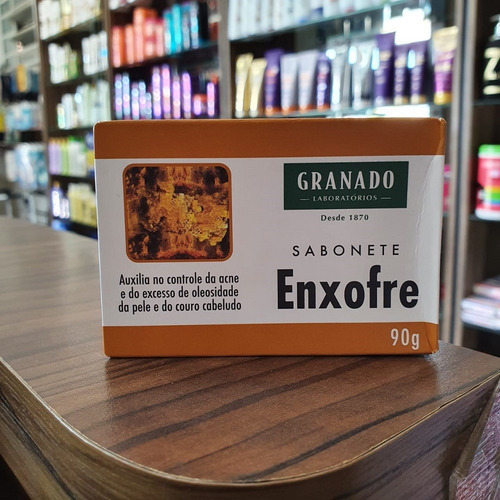 GRANADO
LABORATÓRIOS
Desde 1870
SABONETE
Enxofre
Auxilia no controle da acne
e do excesso de oleosidade
da pele e do couro cabeludo
90g